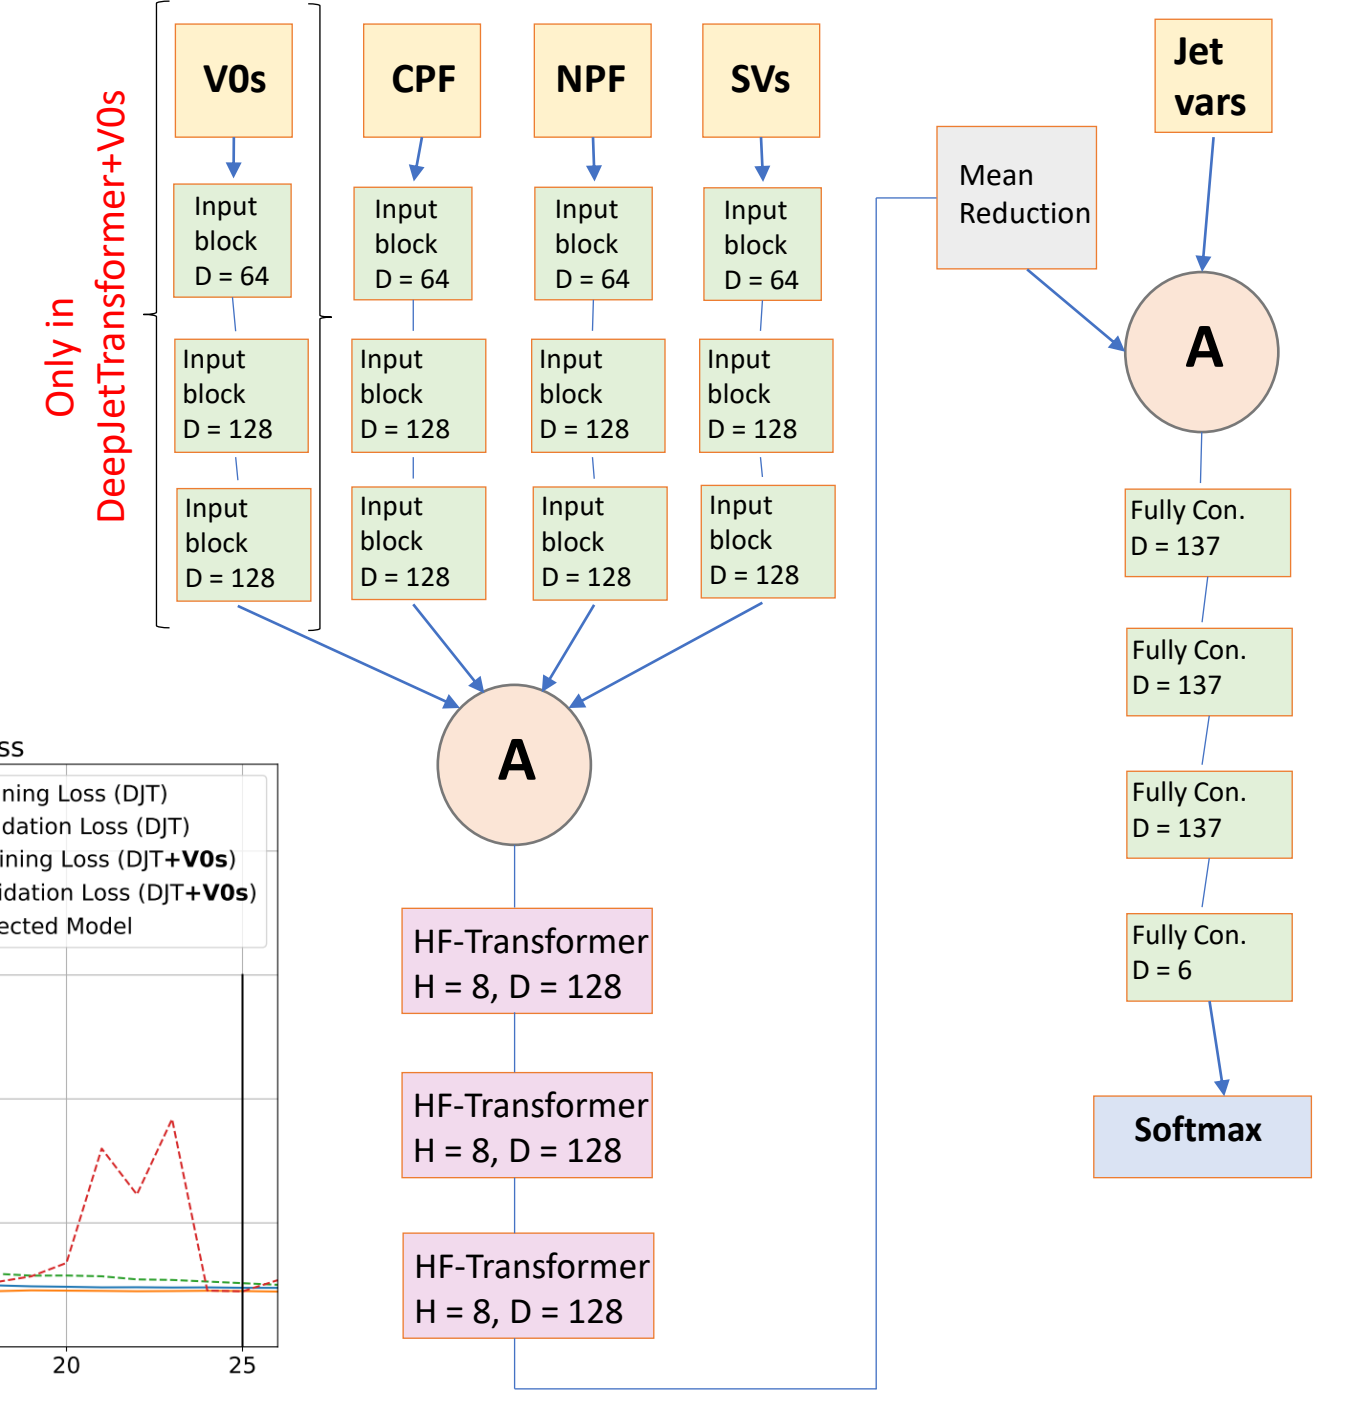 Only in
DeepJetTransformer+V0s
V0s
Input
block
D = 64
Input
block
D = 128
Input
block
D = 128
CPF
Input
block
D = 64
Input
block
D = 128
Input
block
D = 128
NPF
Input
block
D = 64
Input
block
D = 128
Input
block
D = 128
SVs
Input
block
D = 64
Input
block
D = 128
Input
block
D = 128
A
HF-Transformer
H = 8, D = 128
HF-Transformer
H = 8, D = 128
HF-Transformer
H = 8, D = 128
Mean
Reduction
Jet
vars
A
Fully Con.
D = 137
Fully Con.
D = 137
Fully Con.
D = 137
Fully Con.
D = 6
Softmax
ss
ning Loss (DJT)
dation Loss (DJT)
ining Loss (DJT+V0s)
idation Loss (DJT+V0s)
ected Model
20
25